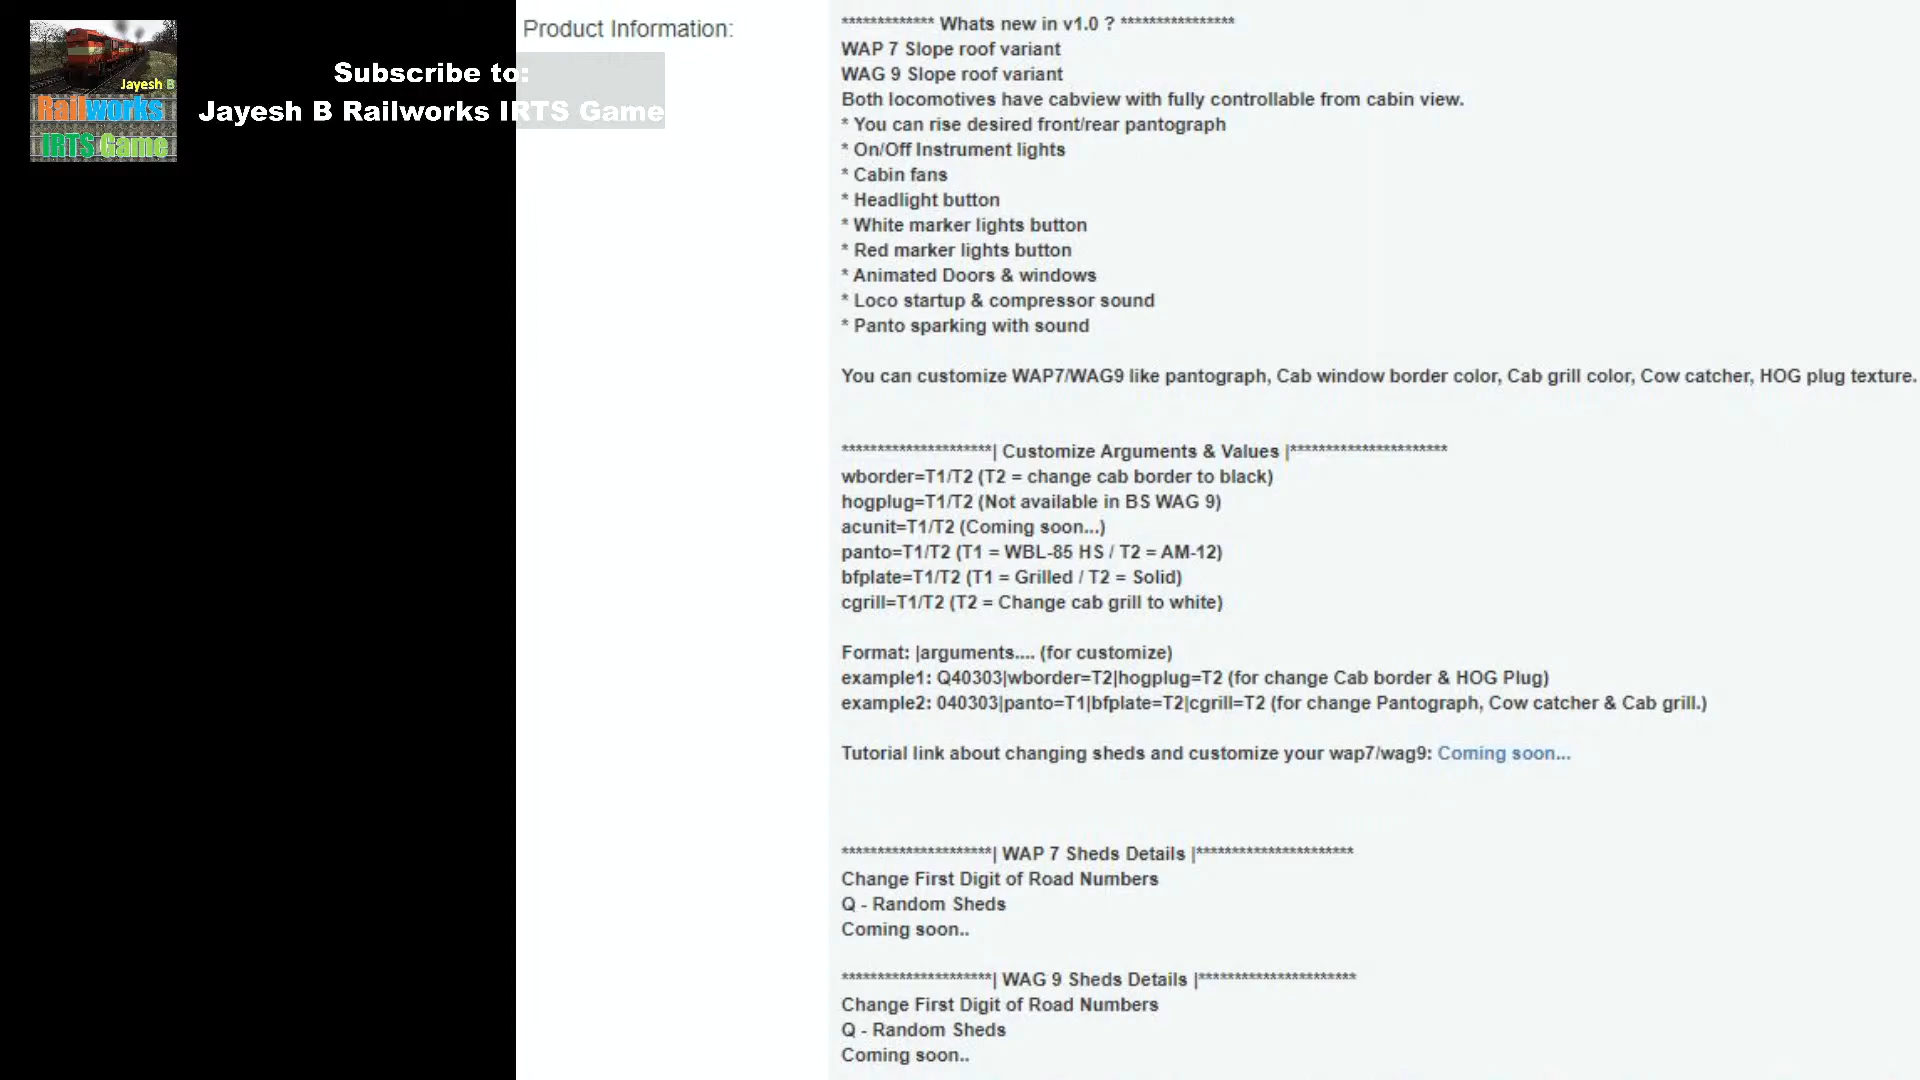 Jayesh B
Railworks
IRTS Game
Subscribe to:
Jayesh B Railworks IRTS Game
Product Information:
************* Whats new in v1.0 ? ****************
WAP 7 Slope roof variant
WAG 9 Slope roof variant
Both locomotives have cabview with fully controllable from cabin view.
* You can rise desired front/rear pantograph
* On/Off Instrument lights
* Cabin fans
* Headlight button
* White marker lights button
* Red marker lights button
* Animated Doors & windows
* Loco startup & compressor sound
* Panto sparking with sound
You can customize WAP7/WAG9 like pantograph, Cab window border color, Cab grill color, Cow catcher, HOG plug texture.
*********************| Customize Arguments & Values |**********************
wborder=T1/T2 (T2 = change cab border to black)
hogplug=T1/T2 (Not available in BS WAG 9)
acunit=T1/T2 (Coming soon...)
panto=T1/T2 (T1 = WBL-85 HS / T2 = AM-12)
bfplate=T1/T2 (T1 = Grilled / T2 = Solid)
cgrill=T1/T2 (T2 = Change cab grill to white)
Format: |arguments.... (for customize)
example1: Q40303|wborder=T2|hogplug=T2 (for change Cab border & HOG Plug)
example2: 040303|panto=T1|bfplate=T2|cgrill=T2 (for change Pantograph, Cow catcher & Cab grill.)
Tutorial link about changing sheds and customize your wap7/wag9: Coming soon...
*********************| WAP 7 Sheds Details |**********************
Change First Digit of Road Numbers
Q - Random Sheds
Coming soon..
*********************| WAG 9 Sheds Details |**********************
Change First Digit of Road Numbers
Q - Random Sheds
Coming soon..